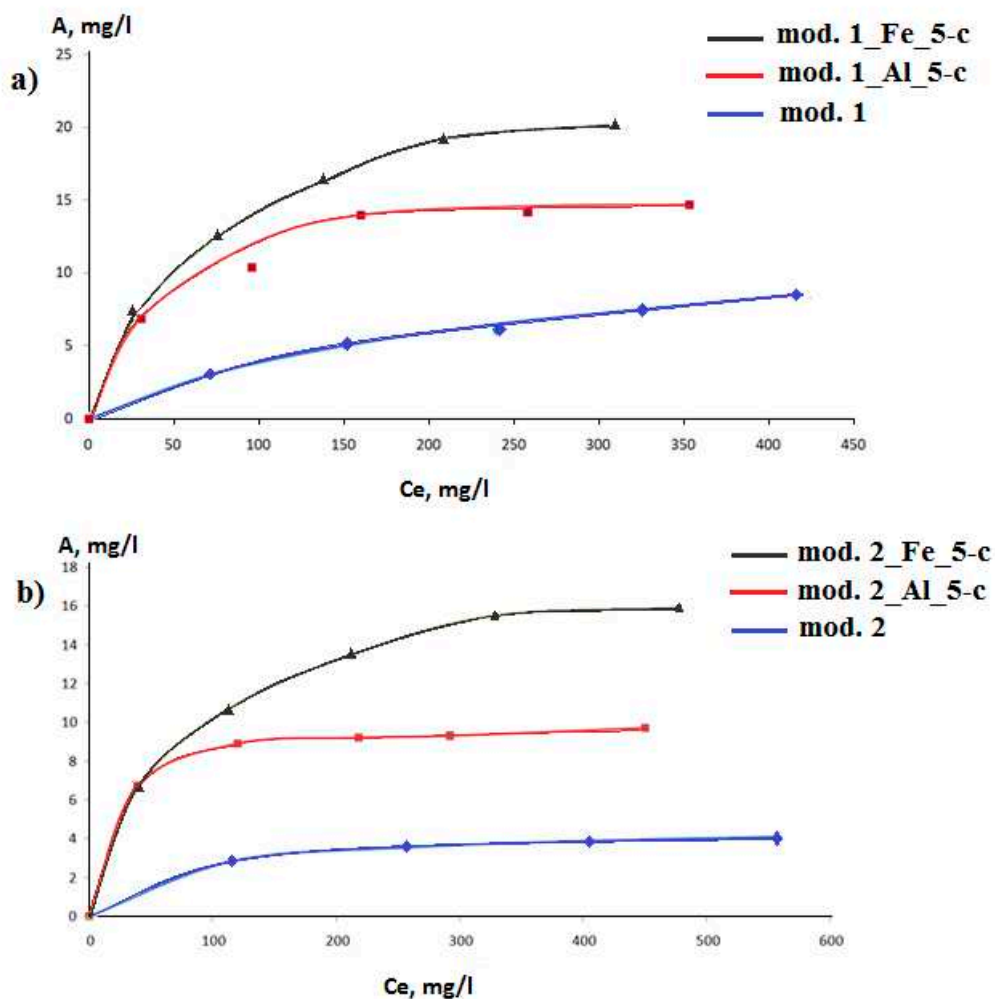 A, mg/l
a)
mod. 1_Fe_5-c
mod. 1_Al_5-c
mod. 1
25
20
15
10
5
0
0 50 100 150 200 250 300 350 400 450
Ce, mg/l
A, mg/l
b)
mod. 2_Fe_5-c
mod. 2_Al_5-c
mod. 2
18
16
14
12
10
8
6
4
2
0
0 100 200 300 400 500 600
Ce, mg/l